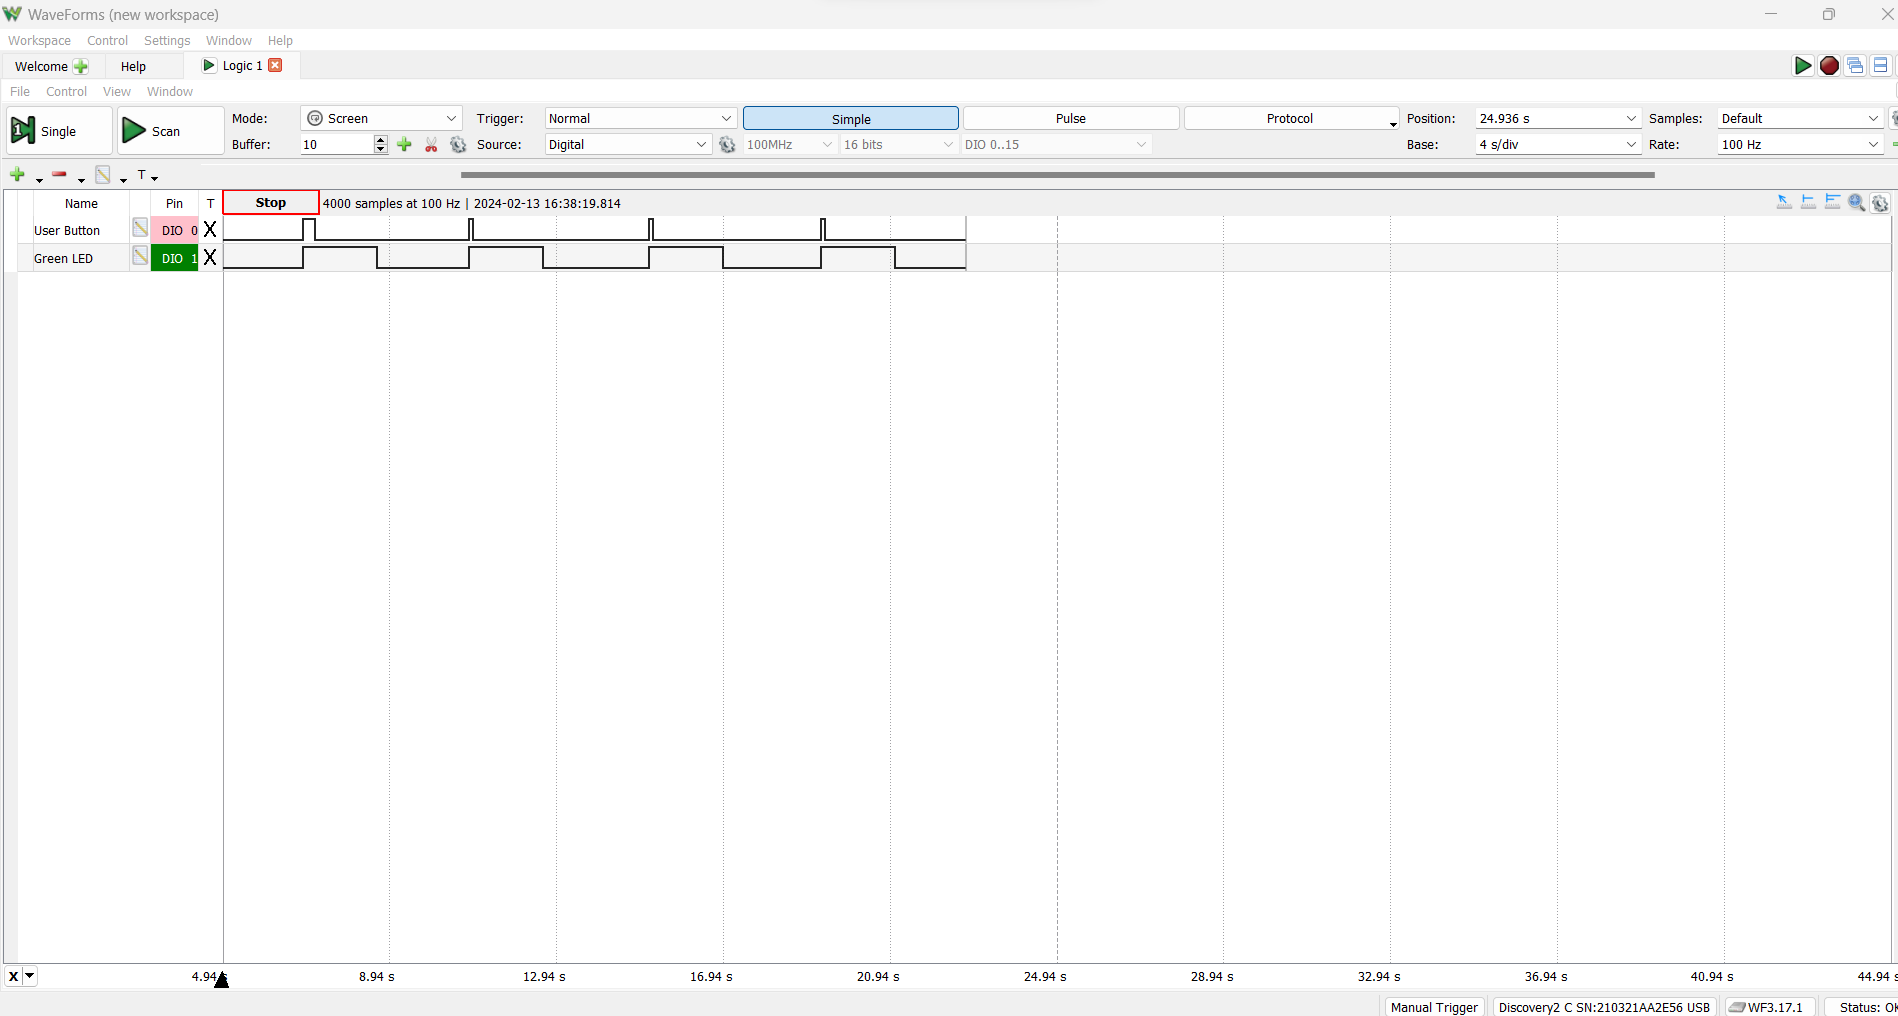 WaveForms (new workspace)
Workspace Control Settings Window Help
Welcome Help Logic 1
File Control View Window
Single Scan Mode: Screen Trigger: Normal Simple Pulse Protocol Position: 24.936 s Samples: Default
Buffer: 10 Source: Digital 100MHz 16 bits DIO 0..15 Base: 4 s/div Rate: 100 Hz
T
Name Pin T Stop 4000 samples at 100 Hz | 2024-02-13 16:38:19.814
User Button DIO 0 X
Green LED DIO 1 X
X 4.94 s 8.94 s 12.94 s 16.94 s 20.94 s 24.94 s 28.94 s 32.94 s 36.94 s 40.94 s 44.94 s
Manual Trigger Discovery2 C SN:210321AA2E56 USB WF3.17.1 Status: OK